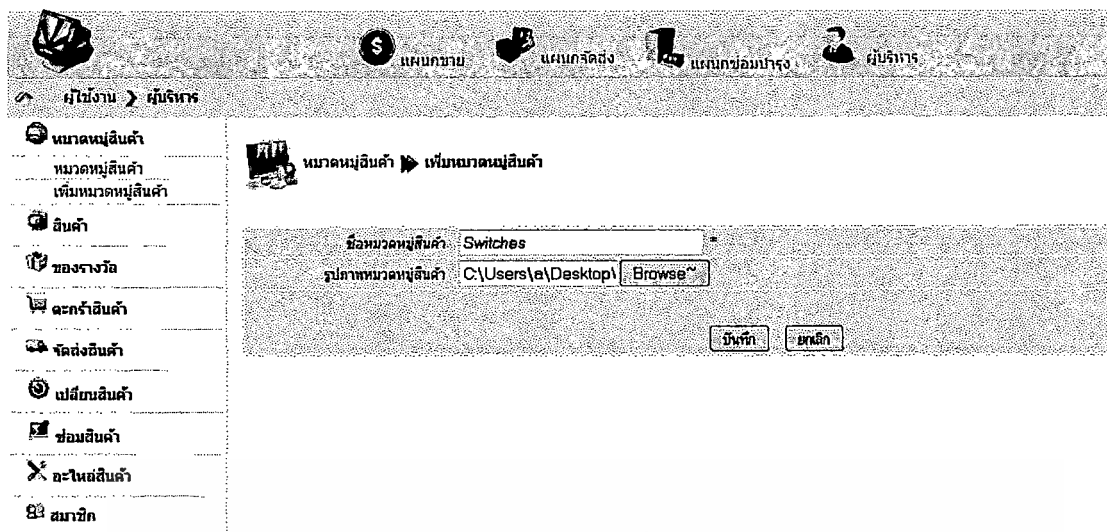 แผนกขาย แผนกจัดส่ง แผนกซ่อมบำรุง ผู้บริหาร
ผู้ใช้งาน ❯ ผู้บริหาร
หมวดหมู่สินค้า
หมวดหมู่สินค้า
เพิ่มหมวดหมู่สินค้า
สินค้า
ของรางวัล
ตะกร้าสินค้า
จัดส่งสินค้า
เปลี่ยนสินค้า
ซ่อมสินค้า
อะไหล่สินค้า
สมาชิก
หมวดหมู่สินค้า เพิ่มหมวดหมู่สินค้า
ชื่อหมวดหมู่สินค้า Switches *
รูปภาพหมวดหมู่สินค้า C:\Users\a\Desktop\ Browse~
บันทึก ยกเลิก